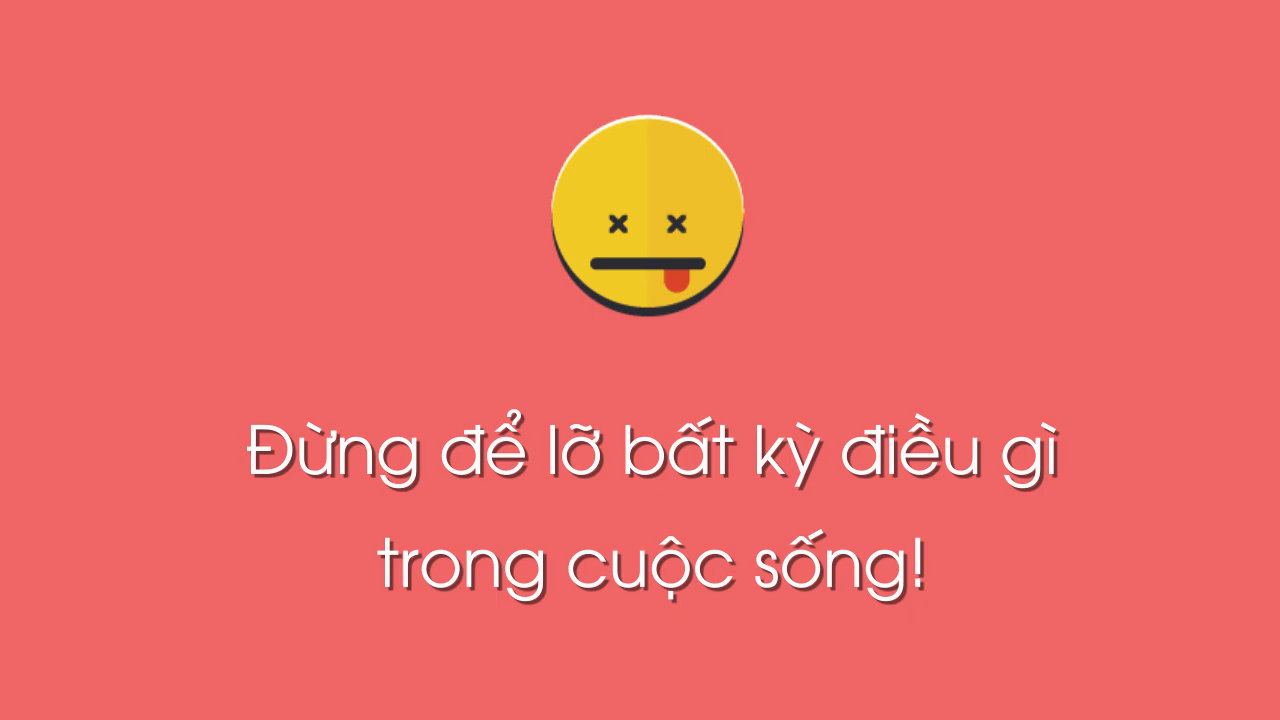 Đừng để lỡ bất kỳ điều gì
trong cuộc sống!